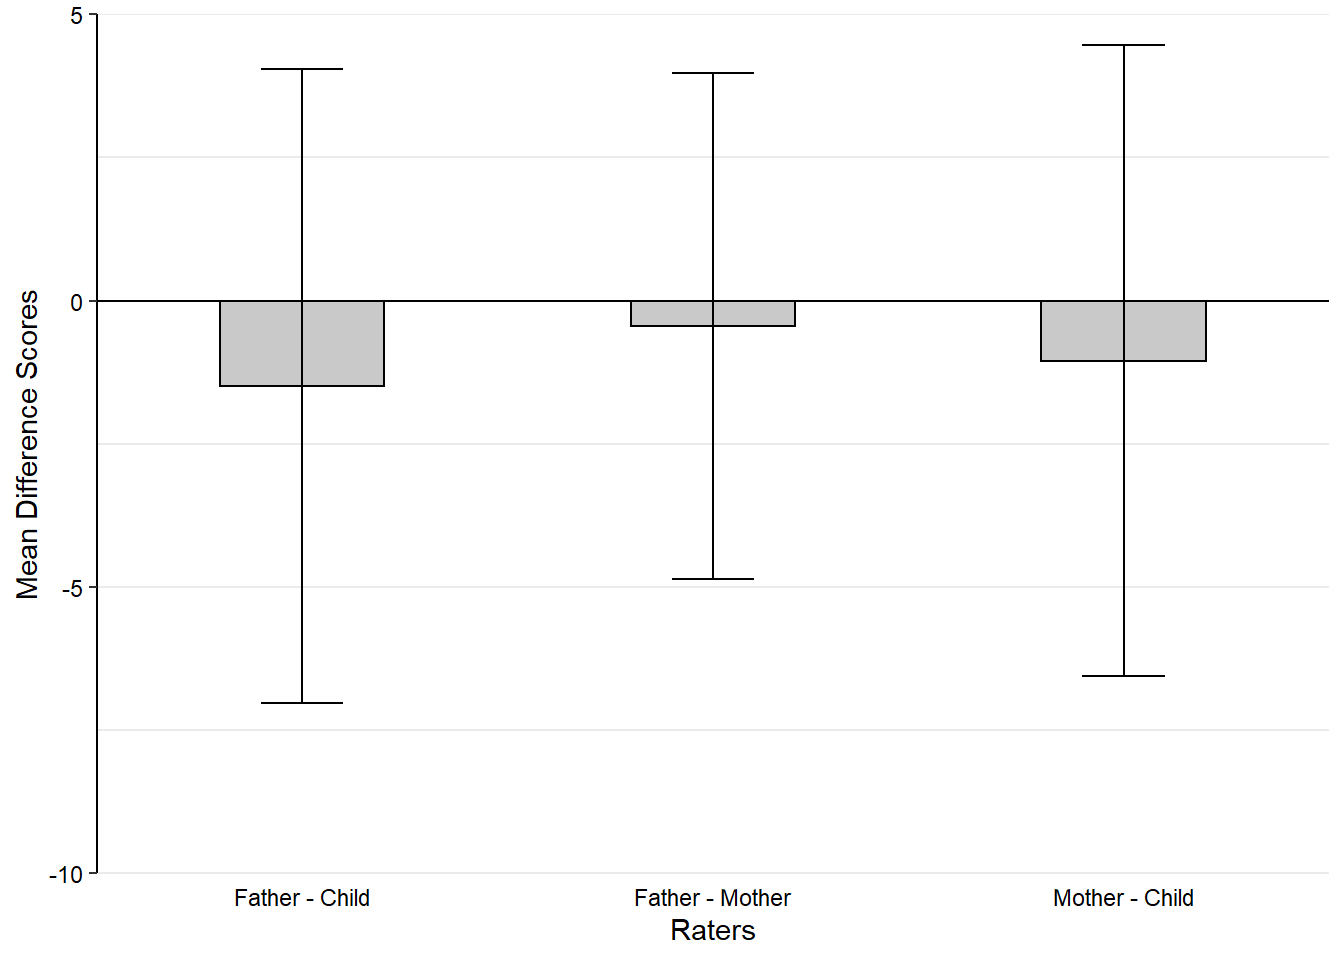 5
0
-5
-10
Mean Difference Scores
Father - Child
Father - Mother
Mother - Child
Raters